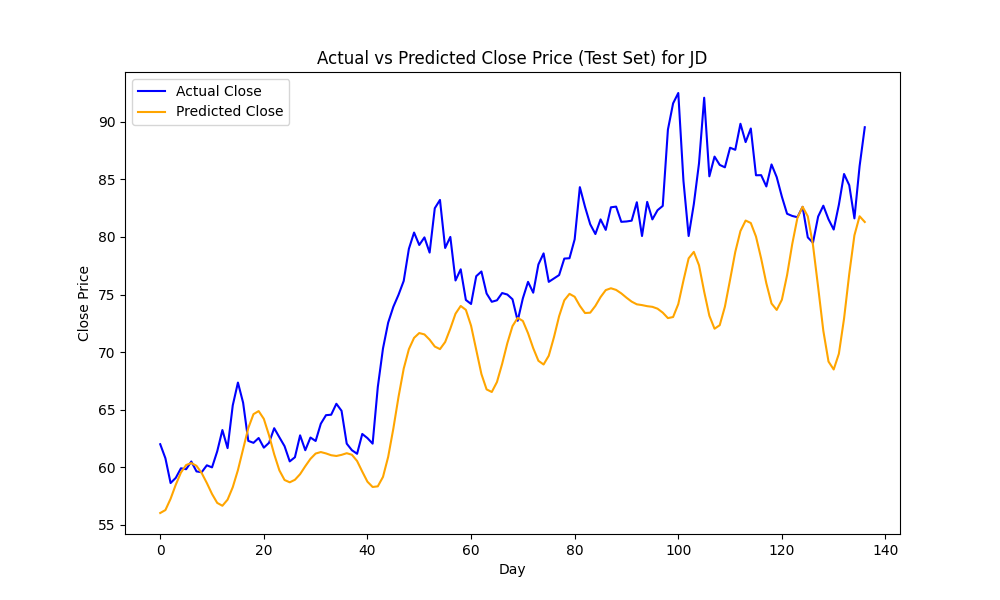 Actual vs Predicted Close Price (Test Set) for JD
Actual Close
Predicted Close
90
85
80
75
70
65
60
55
Close Price
0 20 40 60 80 100 120 140
Day